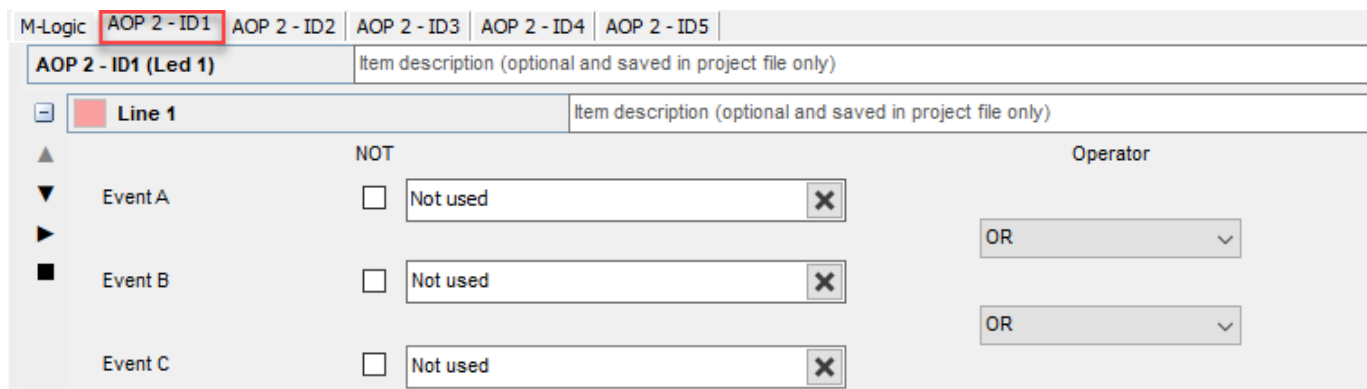 M-Logic AOP 2 - ID1 AOP 2 - ID2 AOP 2 - ID3 AOP 2 - ID4 AOP 2 - ID5
AOP 2 - ID1 (Led 1) Item description (optional and saved in project file only)
Line 1 Item description (optional and saved in project file only)
NOT Operator
Event A Not used
OR
Event B Not used
OR
Event C Not used